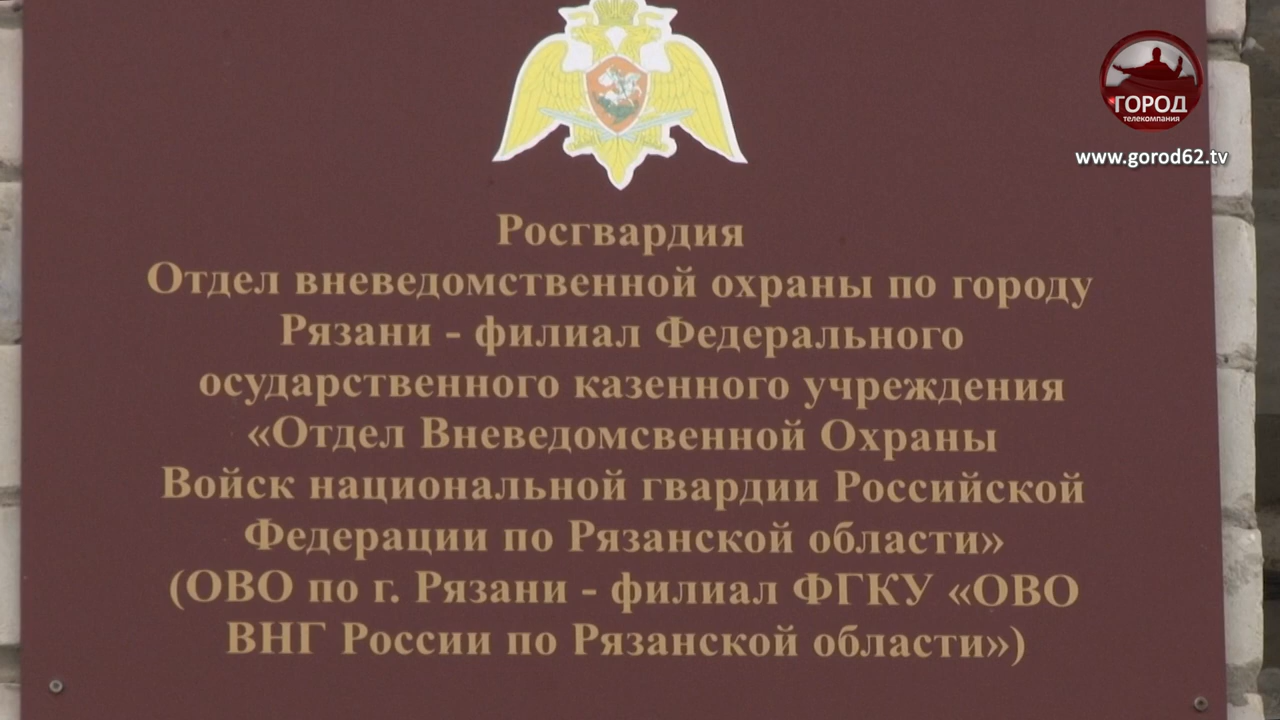 ГОРОД
телекомпания
www.gorod62.tv
Росгвардия
Отдел вневедомственной охраны по городу
Рязани - филиал Федерального
осударственного казенного учреждения
«Отдел Вневедомсвенной Охраны
Войск национальной гвардии Российской
Федерации по Рязанской области»
(ОВО по г. Рязани - филиал ФГКУ «ОВО
ВНГ России по Рязанской области»)